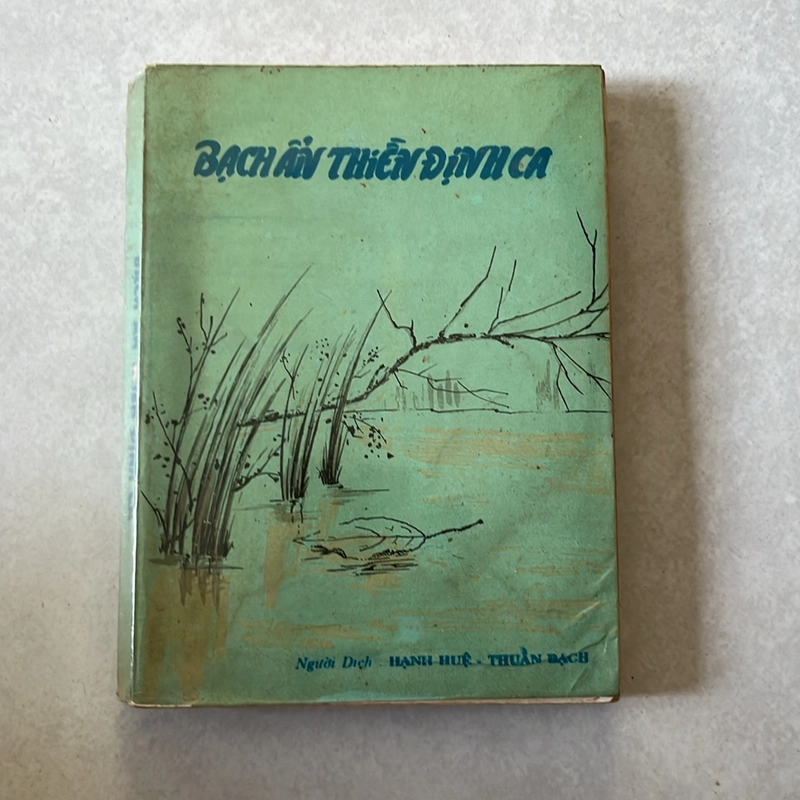 BẠCH ẨN THIỀN ĐỊNH CA
Người Dịch HẠNH HUỆ - THUẦN BẠCH